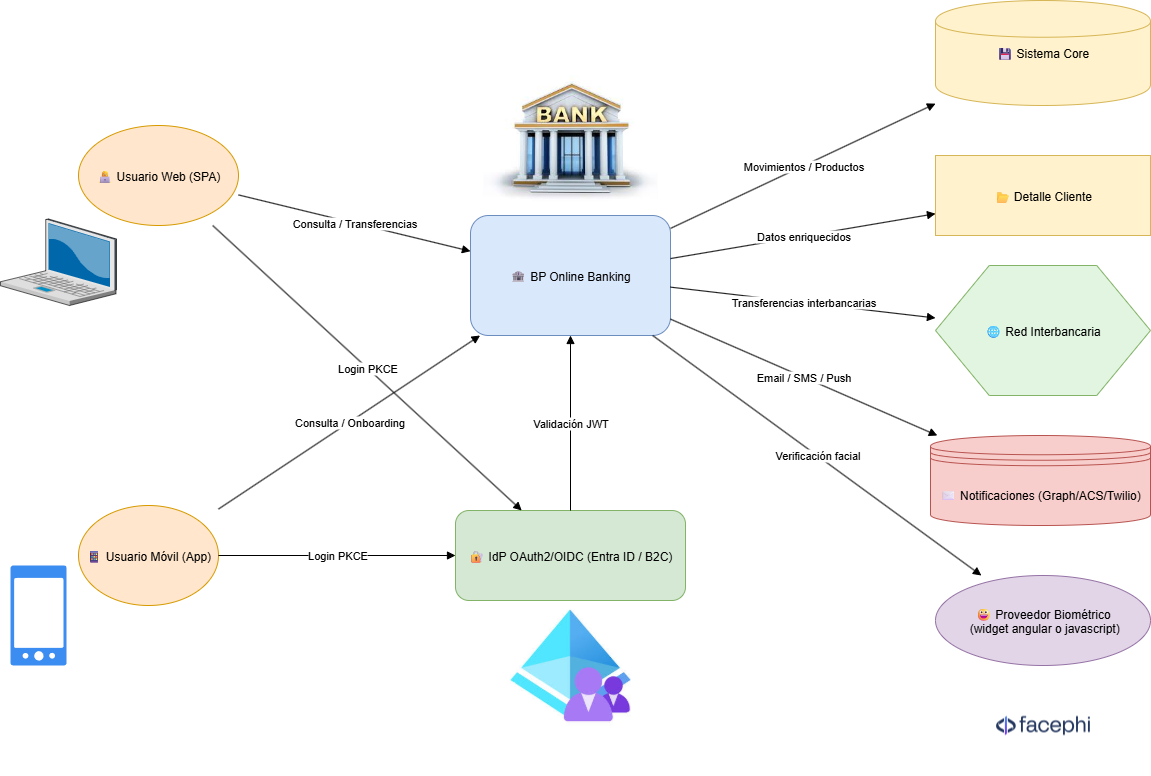 Sistema Core
BANK
Movimientos / Productos
Usuario Web (SPA)
Detalle Cliente
Consulta / Transferencias
Datos enriquecidos
BP Online Banking
Transferencias interbancarias
Red Interbancaria
Login PKCE
Email / SMS / Push
Consulta / Onboarding
Validación JWT
Verificación facial
Notificaciones (Graph/ACS/Twilio)
Usuario Móvil (App)
Login PKCE
IdP OAuth2/OIDC (Entra ID / B2C)
Proveedor Biométrico
(widget angular o javascript)
facephi